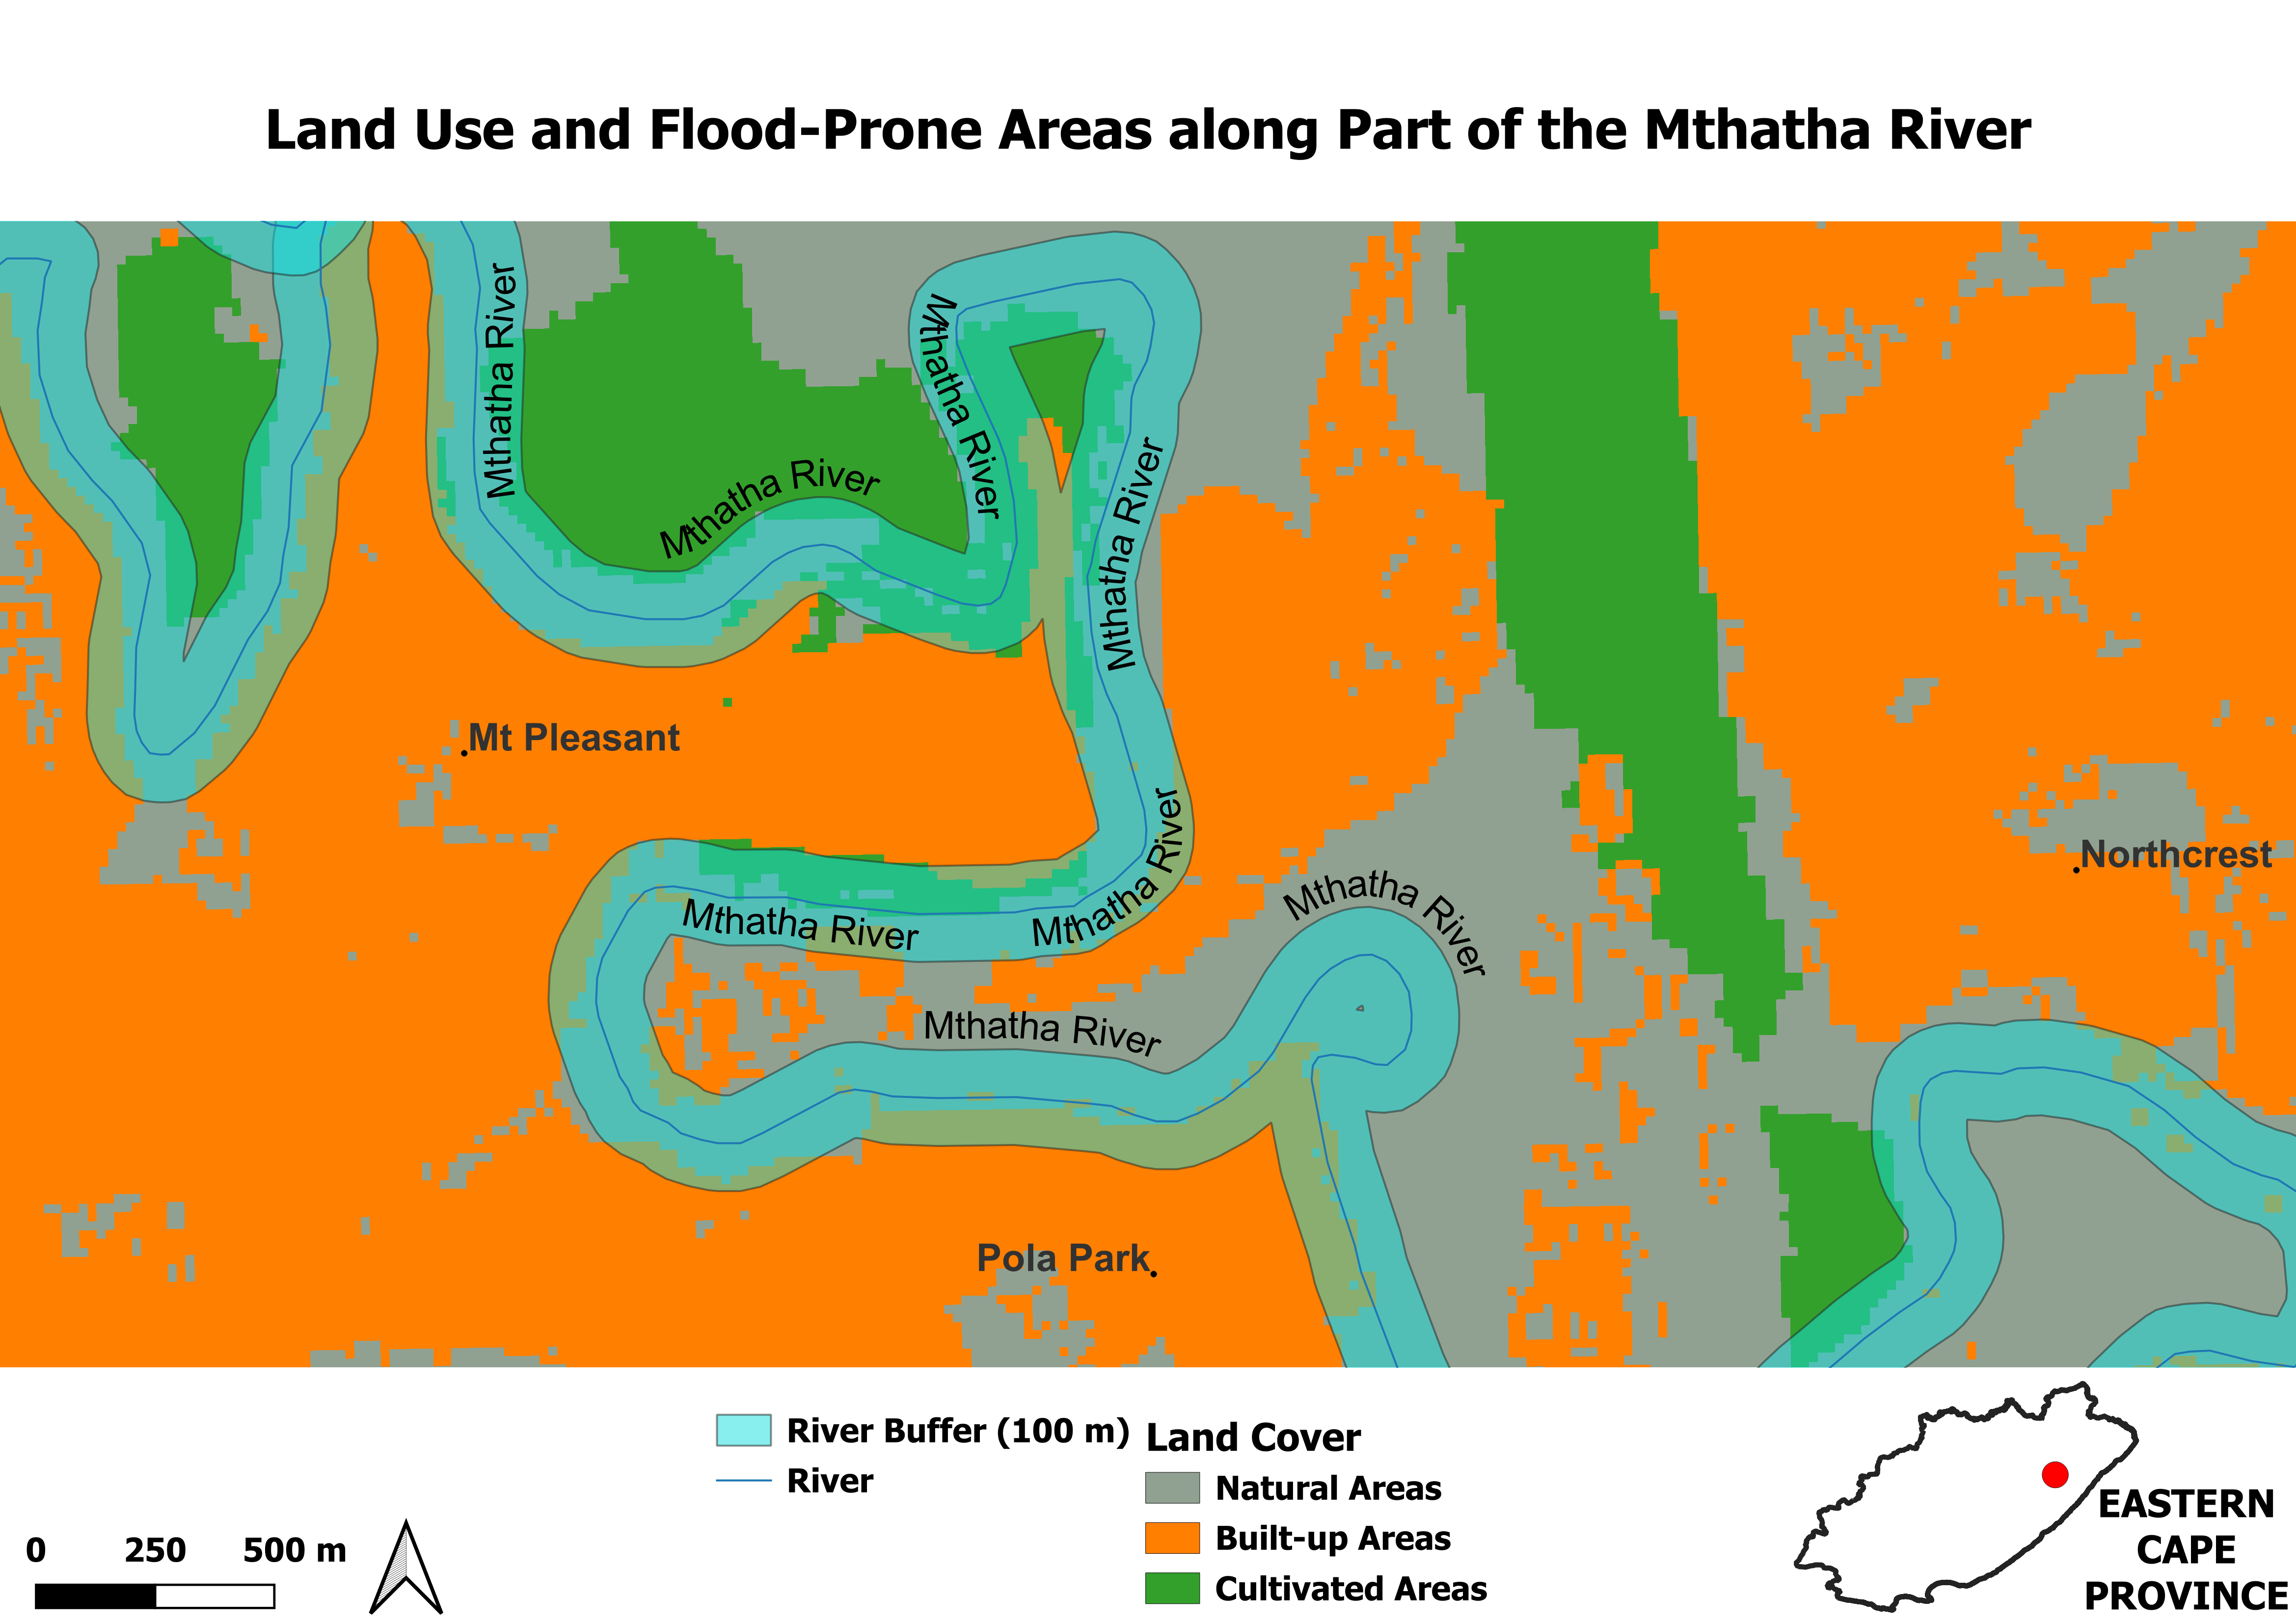 Land Use and Flood-Prone Areas along Part of the Mthatha River
Mthatha River
Mthatha River
Mthatha River
Mthatha River
Mt Pleasant
Mthatha River
Northcrest
Mthatha River
Mthatha River
Mthatha River
Pola Park
River Buffer (100 m)
River
Land Cover
Natural Areas
Built-up Areas
Cultivated Areas
0 250 500 m
EASTERN
CAPE
PROVINCE